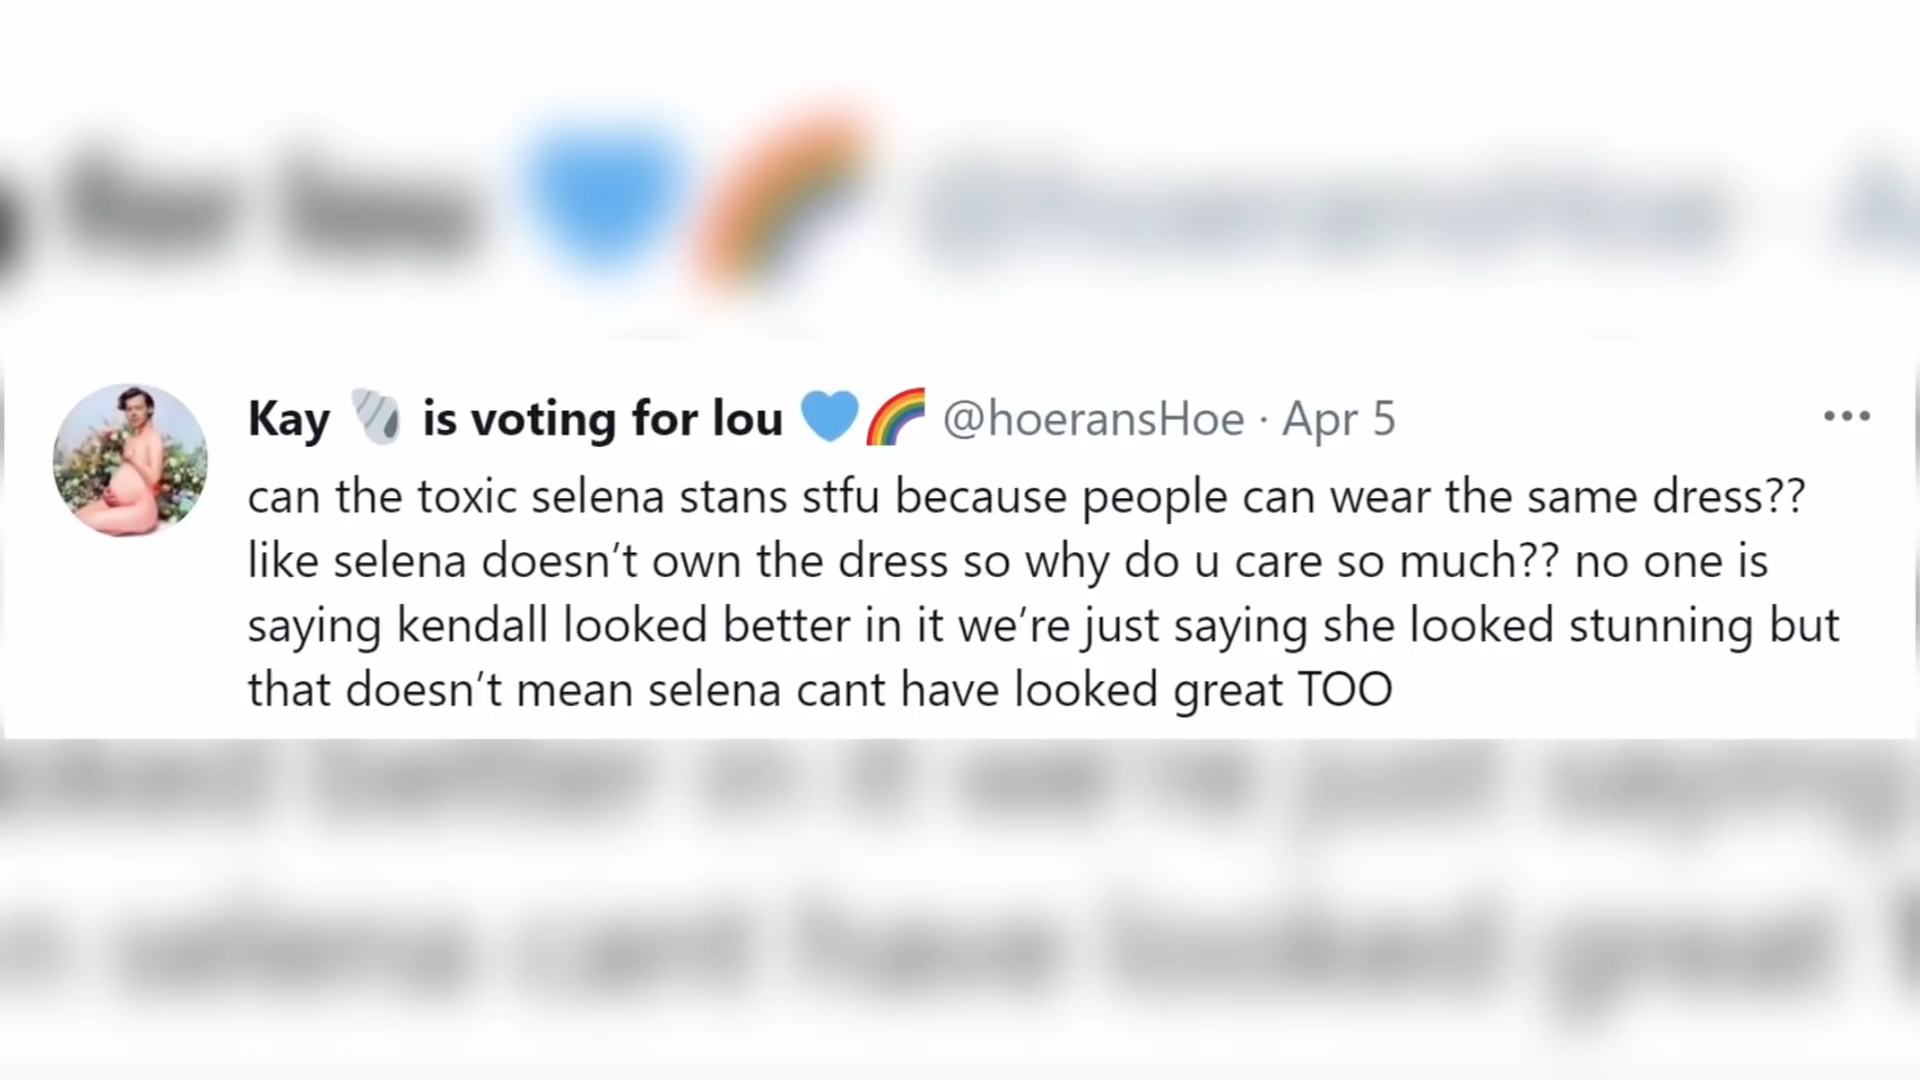 Kay 🐚 is voting for lou 💙🌈 @hoeransHoe · Apr 5
can the toxic selena stans stfu because people can wear the same dress??
like selena doesn’t own the dress so why do u care so much?? no one is
saying kendall looked better in it we’re just saying she looked stunning but
that doesn’t mean selena cant have looked great TOO